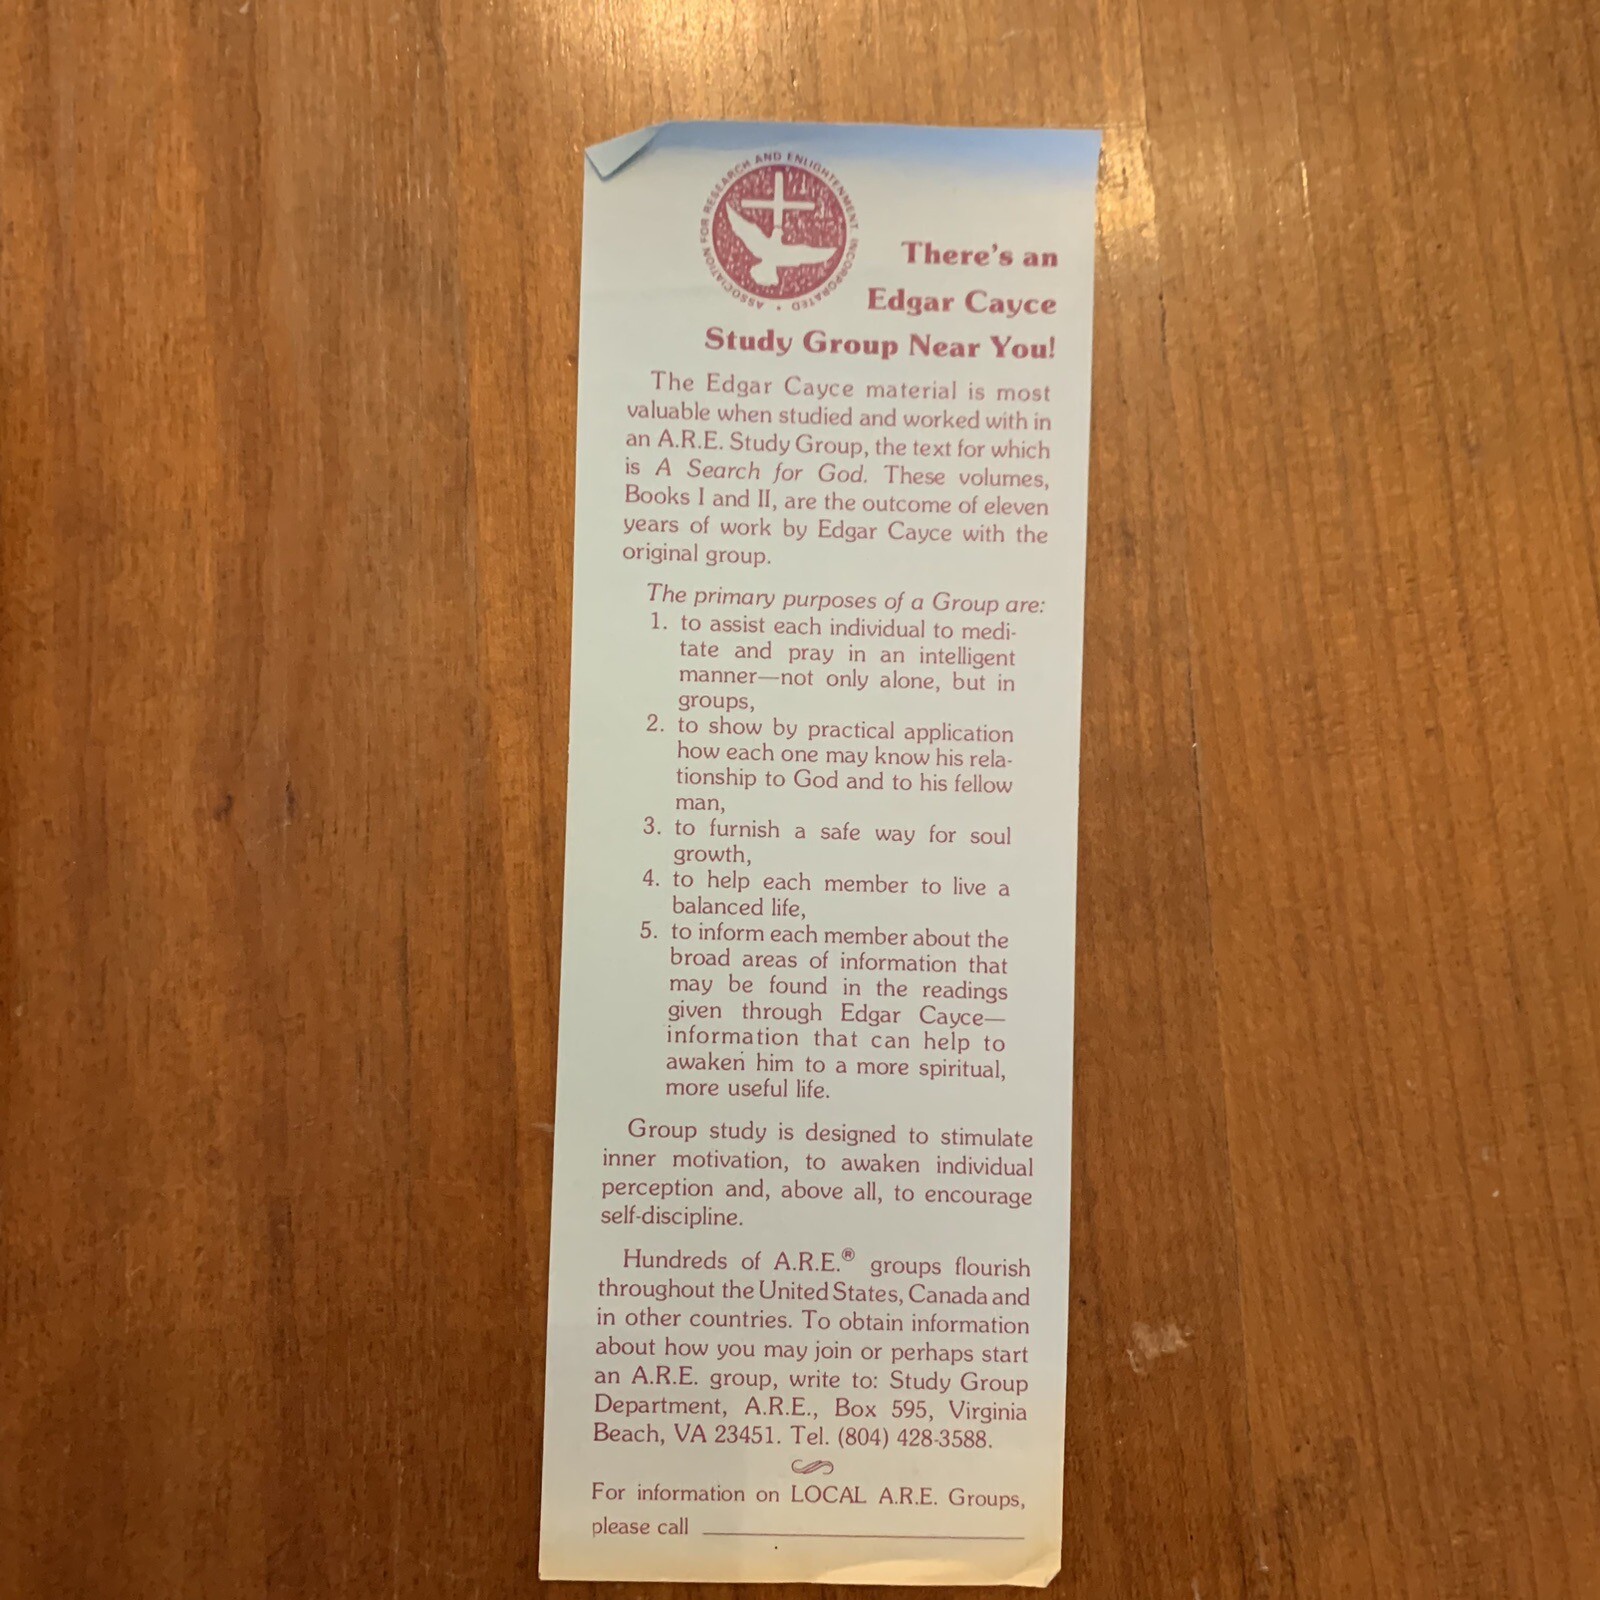 ASSOCIATION FOR RESEARCH AND ENLIGHTENMENT INCORPORATED •
There's an
Edgar Cayce
Study Group Near You!
The Edgar Cayce material is most
valuable when studied and worked with in
an A.R.E. Study Group, the text for which
is A Search for God. These volumes,
Books I and II, are the outcome of eleven
years of work by Edgar Cayce with the
original group.
The primary purposes of a Group are:
1. to assist each individual to medi-
tate and pray in an intelligent
manner—not only alone, but in
groups,
2. to show by practical application
how each one may know his rela-
tionship to God and to his fellow
man,
3. to furnish a safe way for soul
growth,
4. to help each member to live a
balanced life,
5. to inform each member about the
broad areas of information that
may be found in the readings
given through Edgar Cayce—
information that can help to
awaken him to a more spiritual,
more useful life.
Group study is designed to stimulate
inner motivation, to awaken individual
perception and, above all, to encourage
self-discipline.
Hundreds of A.R.E.® groups flourish
throughout the United States, Canada and
in other countries. To obtain information
about how you may join or perhaps start
an A.R.E. group, write to: Study Group
Department, A.R.E., Box 595, Virginia
Beach, VA 23451. Tel. (804) 428-3588.
For information on LOCAL A.R.E. Groups,
please call